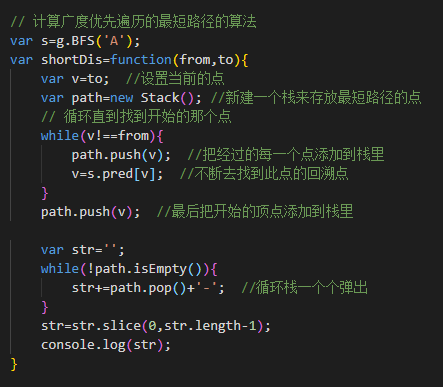 // 计算广度优先遍历的最短路径的算法
var s=g.BFS('A');
var shortDis=function(from,to){
    var v=to;  //设置当前的点
    var path=new Stack(); //新建一个栈来存放最短路径的点
    // 循环直到找到开始的那个点
    while(v!==from){
        path.push(v);  //把经过的每一个点添加到栈里
        v=s.pred[v];  //不断去找到此点的回溯点
    }
    path.push(v);  //最后把开始的顶点添加到栈里

    var str='';
    while(!path.isEmpty()){
        str+=path.pop()+'-';  //循环栈一个个弹出
    }
    str=str.slice(0,str.length-1);
    console.log(str);
}